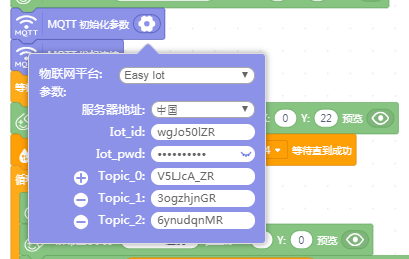 MQTT MQTT 初始化参数
MQTT
物联网平台: Easy Iot
参数:
服务器地址: 中国
Iot_id: wgJo50lZR
Iot_pwd: ••••••••••
Topic_0: V5LJcA_ZR
0 Y: 22 预览
Topic_1: 3ogzhjnGR
4 等待直到成功
Topic_2: 6ynudqnMR
Y: 0 预览